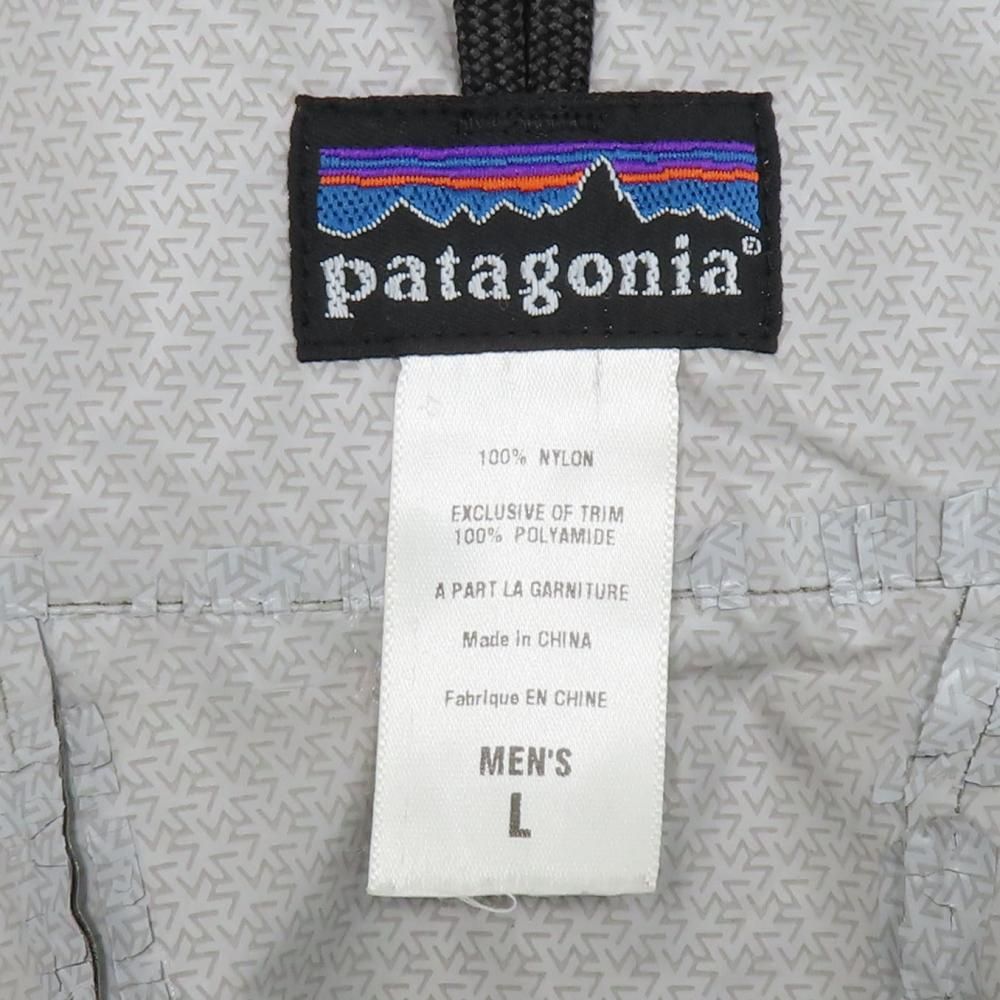 patagonia®
100% NYLON
EXCLUSIVE OF TRIM
100% POLYAMIDE
A PART LA GARNITURE
Made in CHINA
Fabrique EN CHINE
MEN'S
L